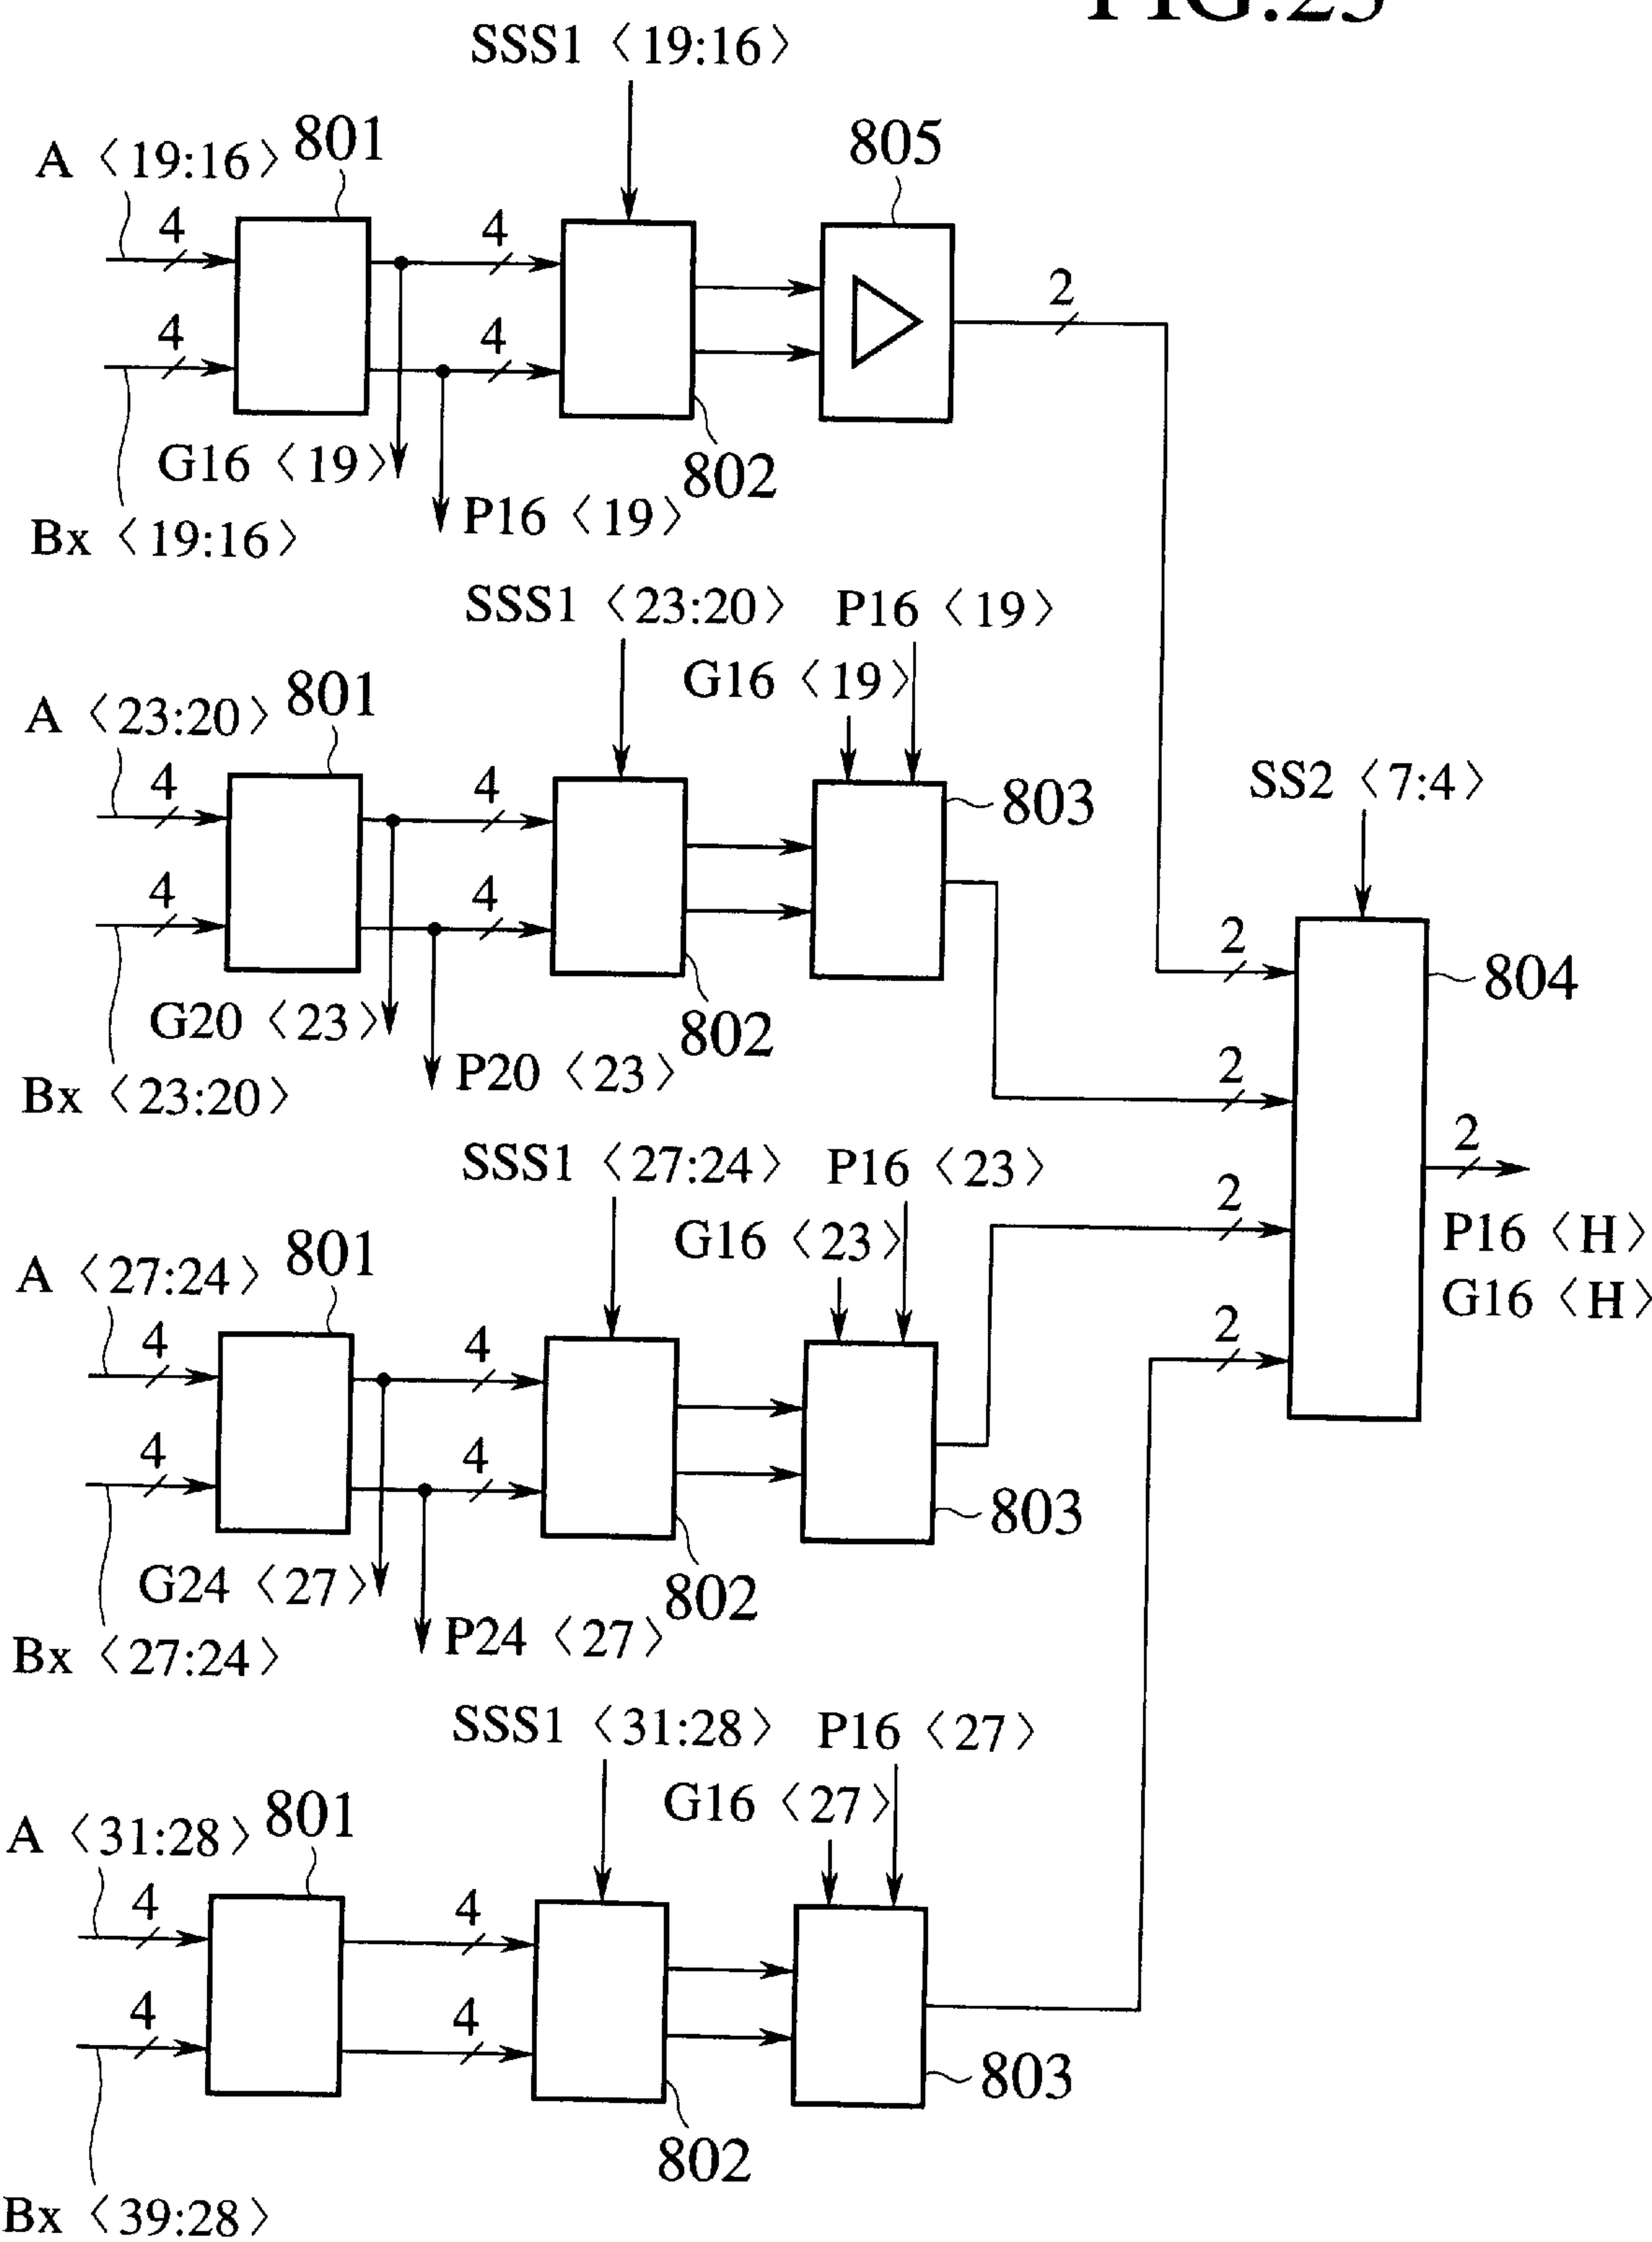 FIG.23
SSS1 〈19:16〉
A 〈19:16〉
801
805
4
4
2
4
4
G16 〈19〉
802
P16 〈19〉
Bx 〈19:16〉
SSS1 〈23:20〉
P16 〈19〉
G16 〈19〉
A 〈23:20〉
801
4
4
803
SS2 〈7:4〉
4
4
2
804
G20 〈23〉
802
P20 〈23〉
2
Bx 〈23:20〉
SSS1 〈27:24〉
P16 〈23〉
2
G16 〈23〉
2
P16 〈H〉
A 〈27:24〉
801
G16 〈H〉
4
4
2
4
4
803
G24 〈27〉
802
P24 〈27〉
Bx 〈27:24〉
SSS1 〈31:28〉
P16 〈27〉
G16 〈27〉
A 〈31:28〉
801
4
4
4
4
803
802
Bx 〈39:28〉